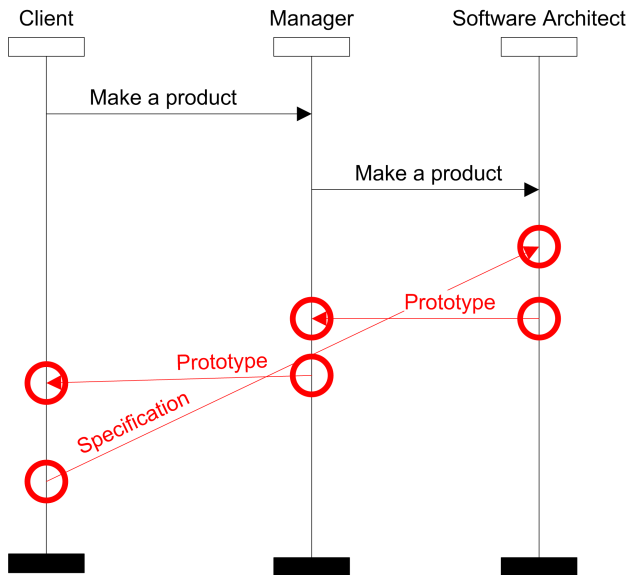 Client
Manager
Software Architect
Make a product
Make a product
Prototype
Prototype
Specification